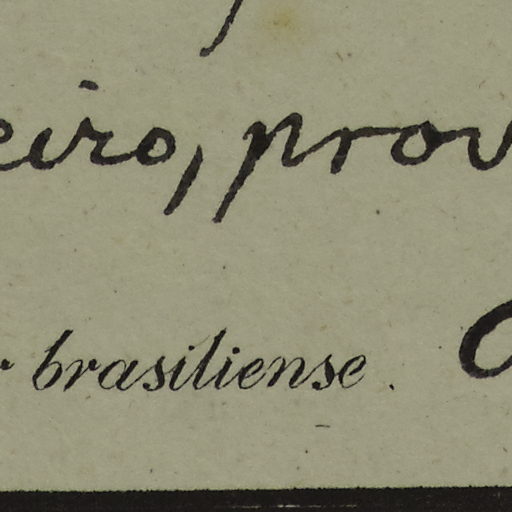 eiro, prov
brasiliense.